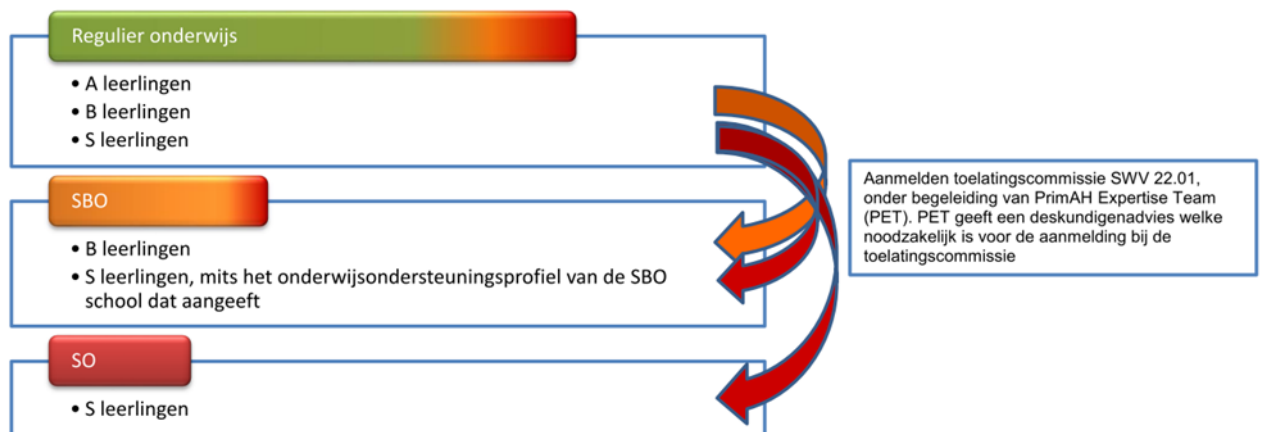 Regulier onderwijs
• A leerlingen
• B leerlingen
• S leerlingen
SBO
• B leerlingen
• S leerlingen, mits het onderwijsondersteuningsprofiel van de SBO
school dat aangeeft
SO
• S leerlingen
Aanmelden toelatingscommissie SWV 22.01,
onder begeleiding van PrimAH Expertise Team
(PET). PET geeft een deskundigenadvies welke
noodzakelijk is voor de aanmelding bij de
toelatingscommissie